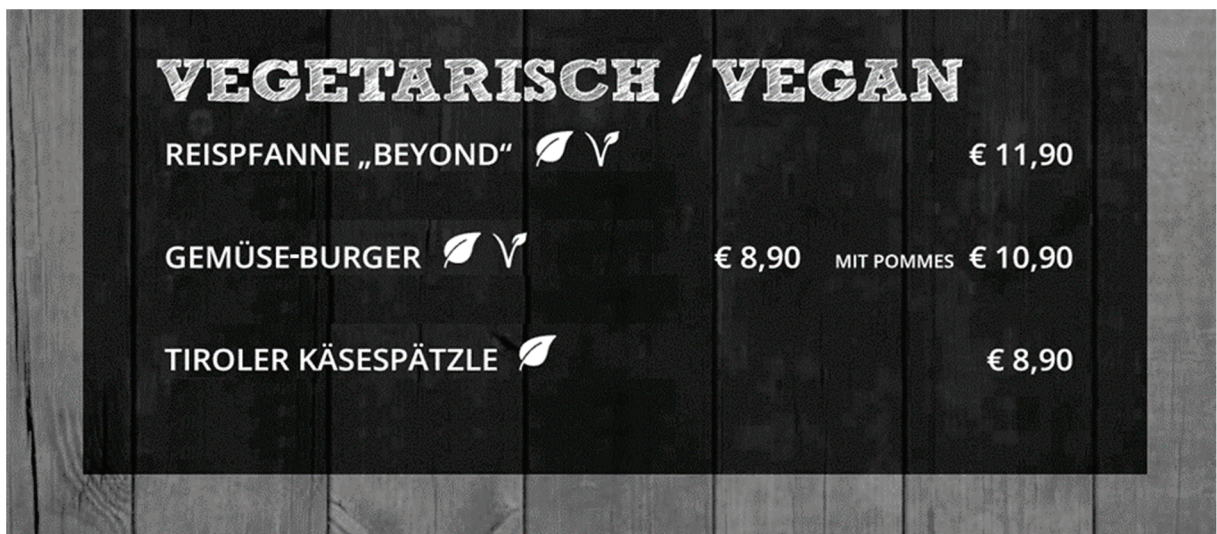 VEGETARISCH / VEGAN
REISPFANNE „BEYOND“ € 11,90
GEMÜSE-BURGER € 8,90 MIT POMMES € 10,90
TIROLER KÄSESPÄTZLE € 8,90